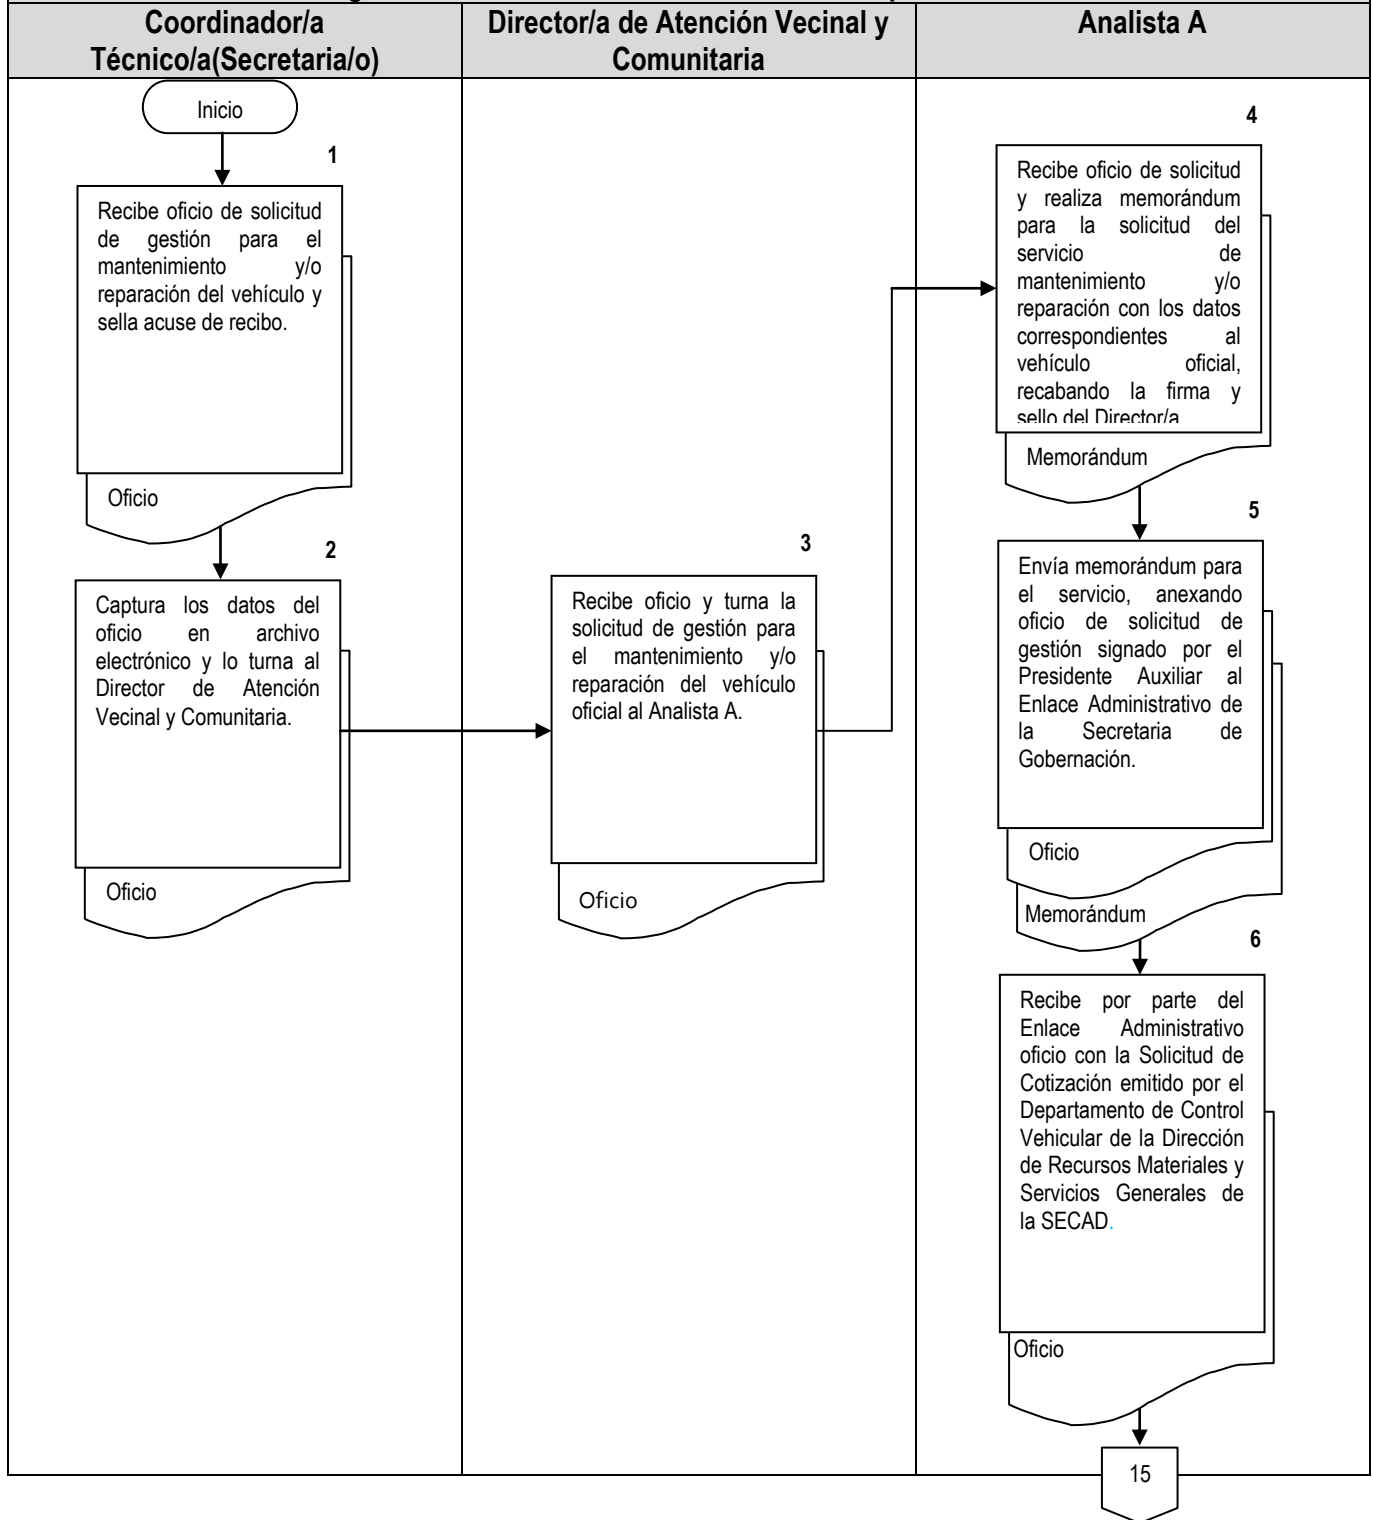 Coordinador/a
Técnico/a(Secretaria/o)
Director/a de Atención Vecinal y
Comunitaria
Analista A
Inicio
1
Recibe oficio de solicitud
de gestión para el
mantenimiento y/o
reparación del vehículo y
sella acuse de recibo.
Oficio
2
Captura los datos del
oficio en archivo
electrónico y lo turna al
Director de Atención
Vecinal y Comunitaria.
Oficio
3
Recibe oficio y turna la
solicitud de gestión para
el mantenimiento y/o
reparación del vehículo
oficial al Analista A.
Oficio
4
Recibe oficio de solicitud
y realiza memorándum
para la solicitud del
servicio de
mantenimiento y/o
reparación con los datos
correspondientes al
vehículo oficial,
recabando la firma y
sello del Director/a
Memorándum
5
Envía memorándum para
el servicio, anexando
oficio de solicitud de
gestión signado por el
Presidente Auxiliar al
Enlace Administrativo de
la Secretaria de
Gobernación.
Oficio
Memorándum
6
Recibe por parte del
Enlace Administrativo
oficio con la Solicitud de
Cotización emitido por el
Departamento de Control
Vehicular de la Dirección
de Recursos Materiales y
Servicios Generales de
la SECAD.
Oficio
15